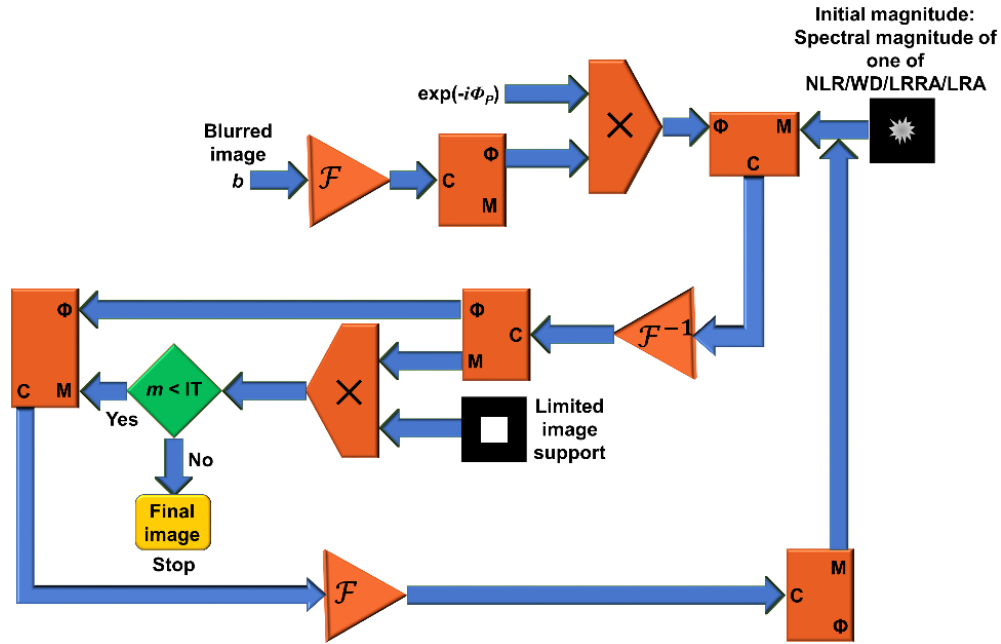 Initial magnitude:
Spectral magnitude of
one of
NLR/WD/LRRA/LRA
exp(-iΦ_P)
×
Φ
M
C
Blurred
image
b
ℱ
C
Φ
M
Φ
C
M
ℱ⁻¹
Φ
C
M
m < IT
Yes
No
×
Limited
image
support
Final
image
Stop
ℱ
C
M
Φ